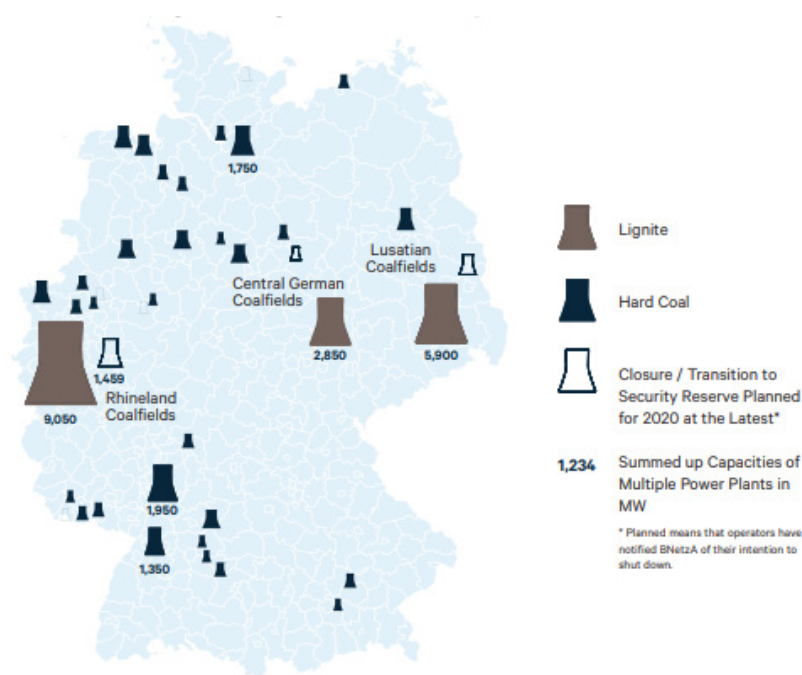 1,750
Lusatian
Coalfields
Central German
Coalfields
2,850
5,900
1,459
Rhineland
Coalfields
9,050
1,950
1,350
Lignite
Hard Coal
Closure / Transition to
Security Reserve Planned
for 2020 at the Latest*
1,234 Summed up Capacities of
Multiple Power Plants in
MW
* Planned means that operators have
notified BNetzA of their intention to
shut down.